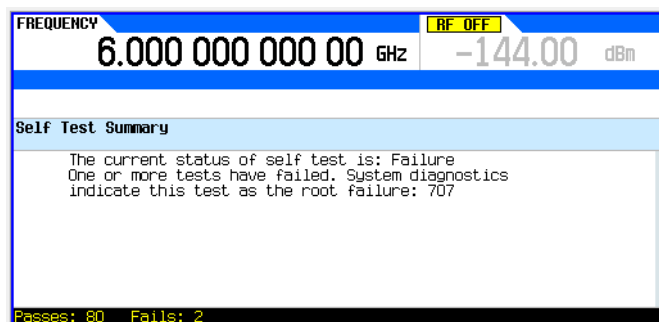 FREQUENCY
RF OFF
6.000 000 000 00 GHz
-144.00 dBm
Self Test Summary
The current status of self test is: Failure
One or more tests have failed. System diagnostics
indicate this test as the root failure: 707
Passes: 80 Fails: 2